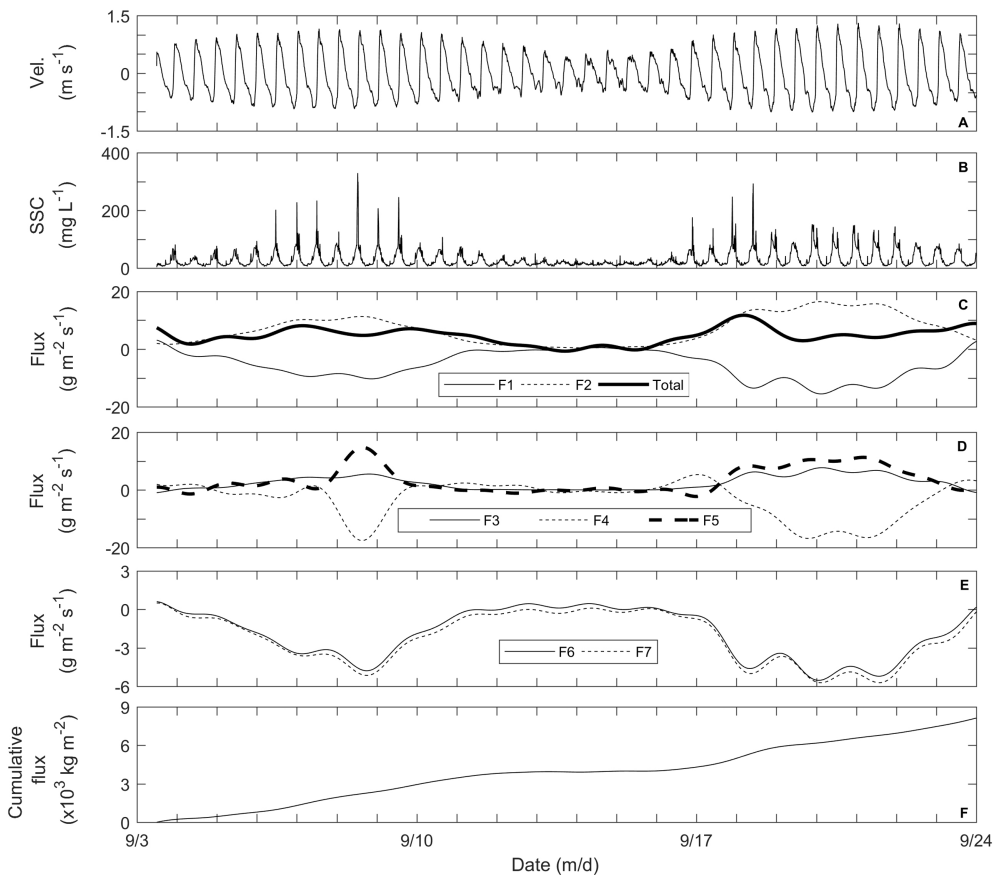 1.5
0
-1.5
Vel.
(m s⁻¹)
A
400
200
0
SSC
(mg L⁻¹)
B
20
0
-20
Flux
(g m⁻² s⁻¹)
C
F1 F2 Total
20
0
-20
Flux
(g m⁻² s⁻¹)
D
F3 F4 F5
3
0
-3
-6
Flux
(g m⁻² s⁻¹)
E
F6 F7
9
6
3
0
Cumulative
flux
(x10³ kg m⁻²)
F
9/3 9/10 9/17 9/24
Date (m/d)